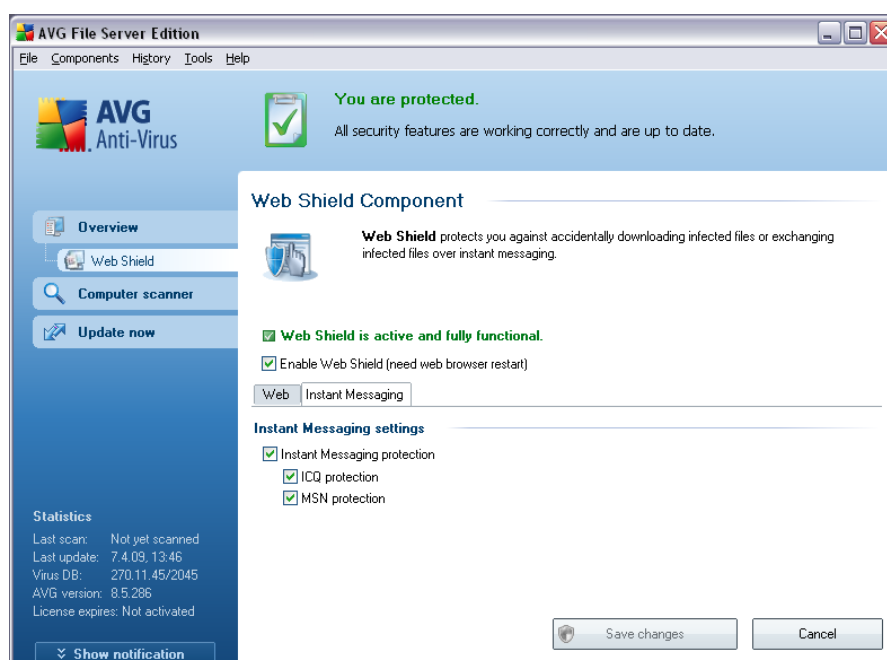 AVG File Server Edition
File Components History Tools Help
AVG
Anti-Virus
You are protected.
All security features are working correctly and are up to date.
Overview
Web Shield
Computer scanner
Update now
Statistics
Last scan: Not yet scanned
Last update: 7.4.09, 13:46
Virus DB: 270.11.45/2045
AVG version: 8.5.286
License expires: Not activated
Show notification
Web Shield Component
Web Shield protects you against accidentally downloading infected files or exchanging
infected files over instant messaging.
Web Shield is active and fully functional.
Enable Web Shield (need web browser restart)
Web Instant Messaging
Instant Messaging settings
Instant Messaging protection
ICQ protection
MSN protection
Save changes Cancel